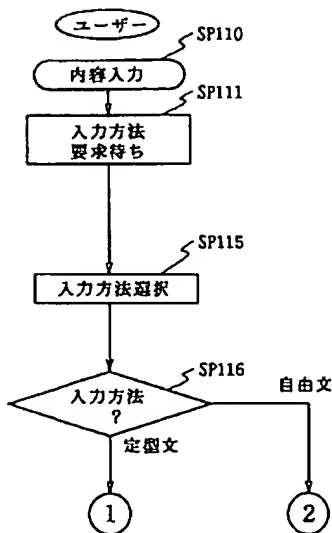 ユーザー
SP110
内容入力
SP111
入力方法
要求待ち
SP115
入力方法選択
SP116
入力方法
?
自由文
定型文
1
2